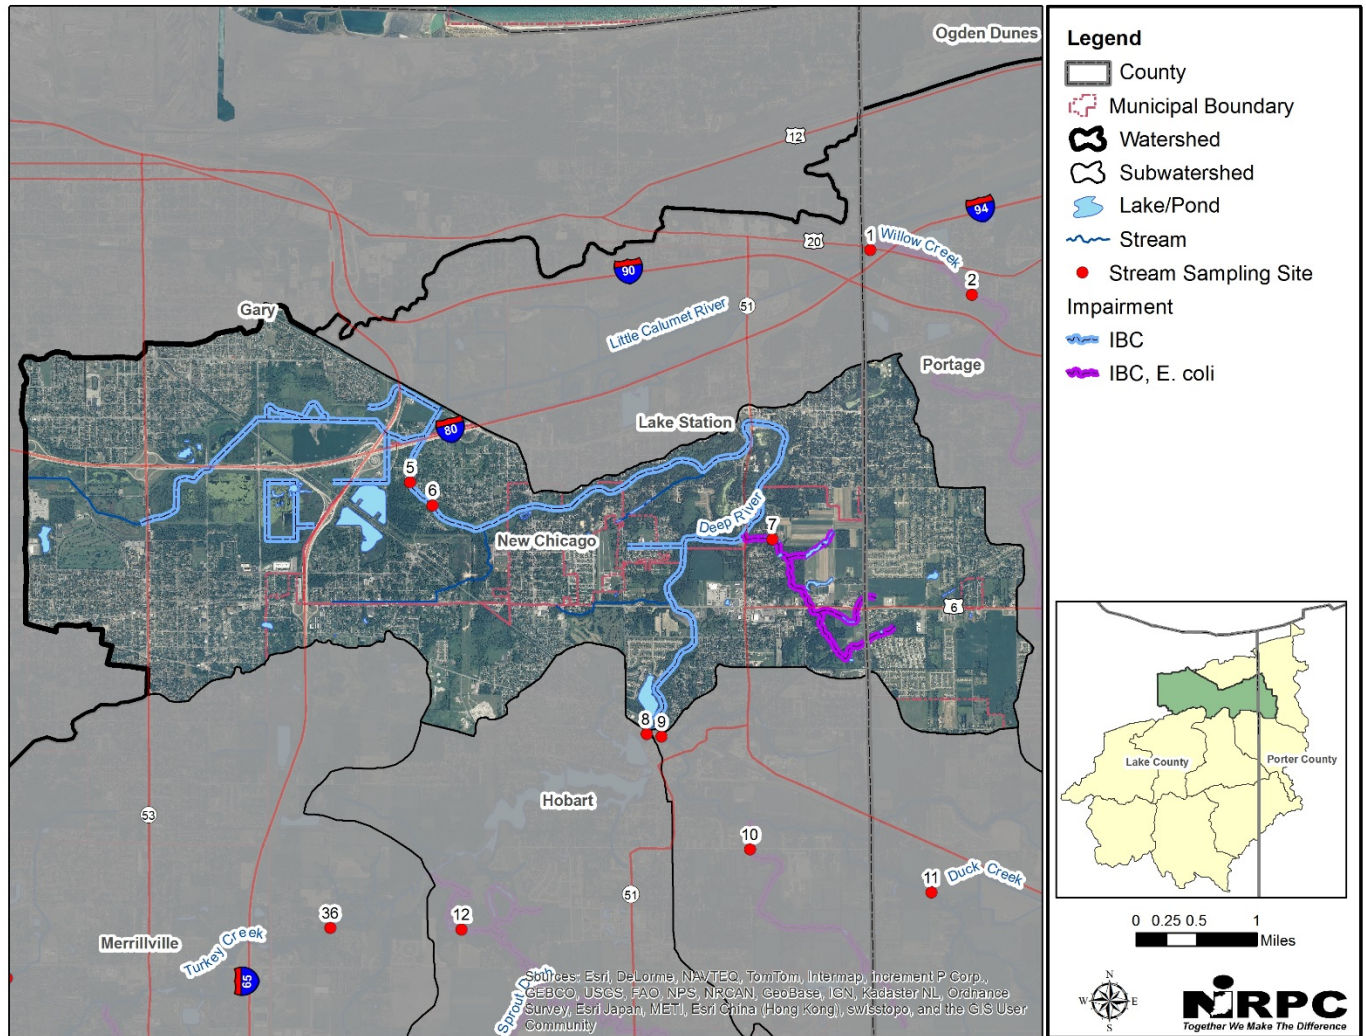 Ogden Dunes
12
94
1
Willow Creek
20
90
2
51
Gary
Little Calumet River
Portage
Lake Station
80
5
6
Deep River
7
New Chicago
6
8
9
Hobart
53
10
11
Duck Creek
51
36
12
Merrillville
Turkey Creek
65
Sprout Ditch
Sources: Esri, DeLorme, NAVTEQ, TomTom, Intermap, increment P Corp.,
GEBCO, USGS, FAO, NPS, NRCAN, GeoBase, IGN, Kadaster NL, Ordnance
Survey, Esri Japan, METI, Esri China (Hong Kong), swisstopo, and the GIS User
Community
Legend
County
Municipal Boundary
Watershed
Subwatershed
Lake/Pond
Stream
Stream Sampling Site
Impairment
IBC
IBC, E. coli
Lake County
Porter County
0 0.25 0.5 1
Miles
N
W E
S
NIRPC
Together We Make The Difference